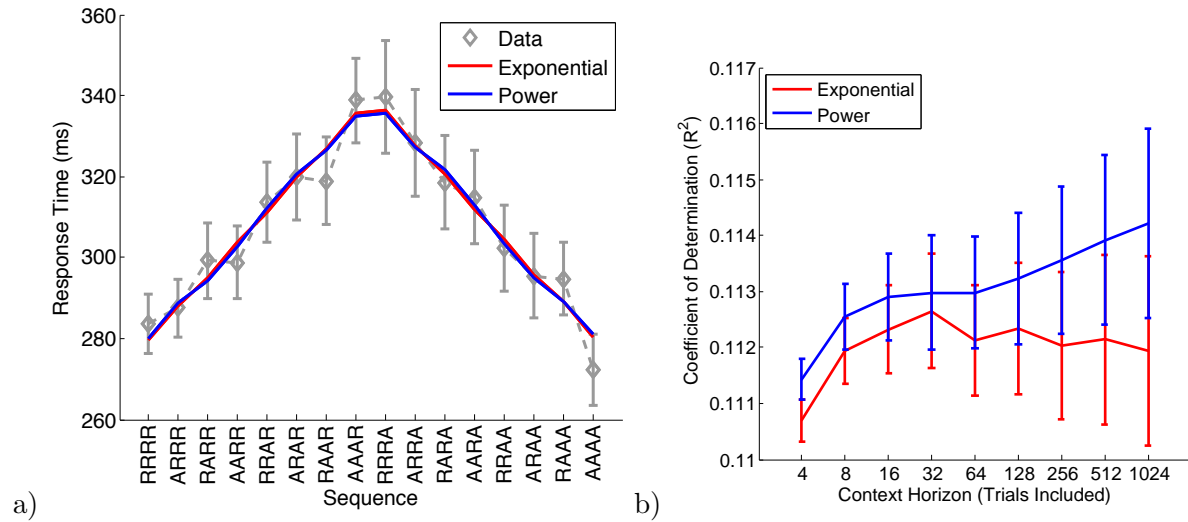 360
340
320
300
280
260
Response Time (ms)
Data
Exponential
Power
RRRR
ARRR
RARR
AARR
RRAR
ARAR
RAAR
AAAR
RRRA
ARRA
RARA
AARA
RRAA
ARAA
RAAA
AAAA
Sequence
a)
0.117
0.116
0.115
0.114
0.113
0.112
0.111
0.11
Coefficient of Determination (R²)
Exponential
Power
4 8 16 32 64 128 256 512 1024
Context Horizon (Trials Included)
b)